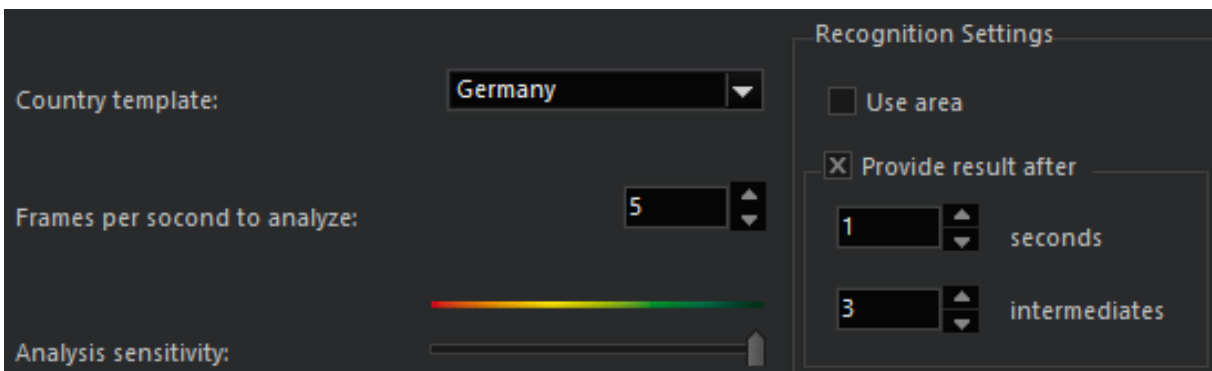 Country template:
Germany
Frames per socond to analyze:
5
Analysis sensitivity:
Recognition Settings
Use area
X Provide result after
1 seconds
3 intermediates